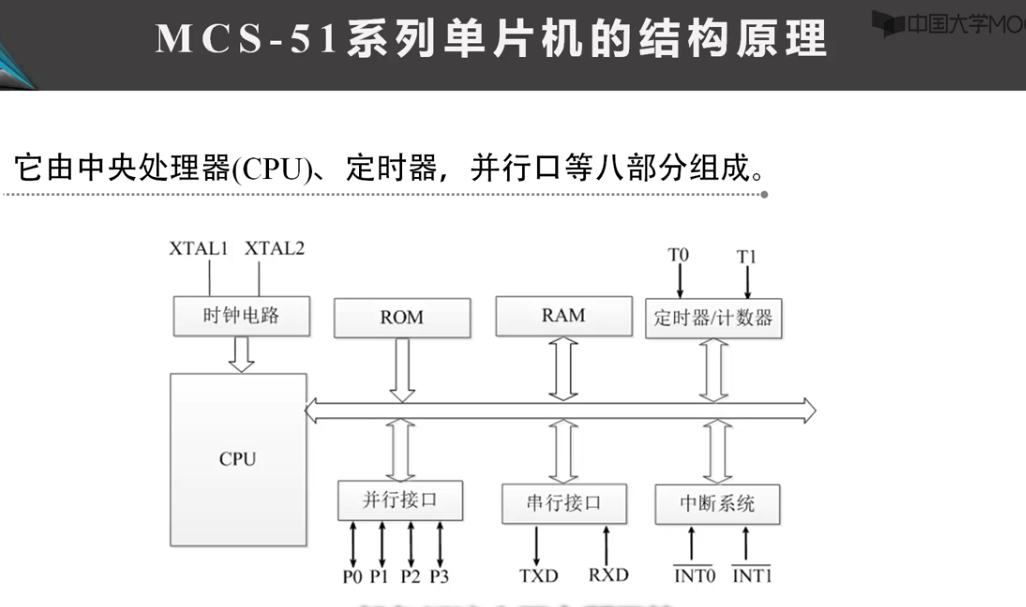 MCS-51系列单片机的结构原理
中国大学MOO
它由中央处理器(CPU)、定时器，并行口等八部分组成。
XTAL1 XTAL2
T0 T1
时钟电路
ROM
RAM
定时器/计数器
CPU
并行接口
串行接口
中断系统
P0 P1 P2 P3
TXD RXD
INT0 INT1